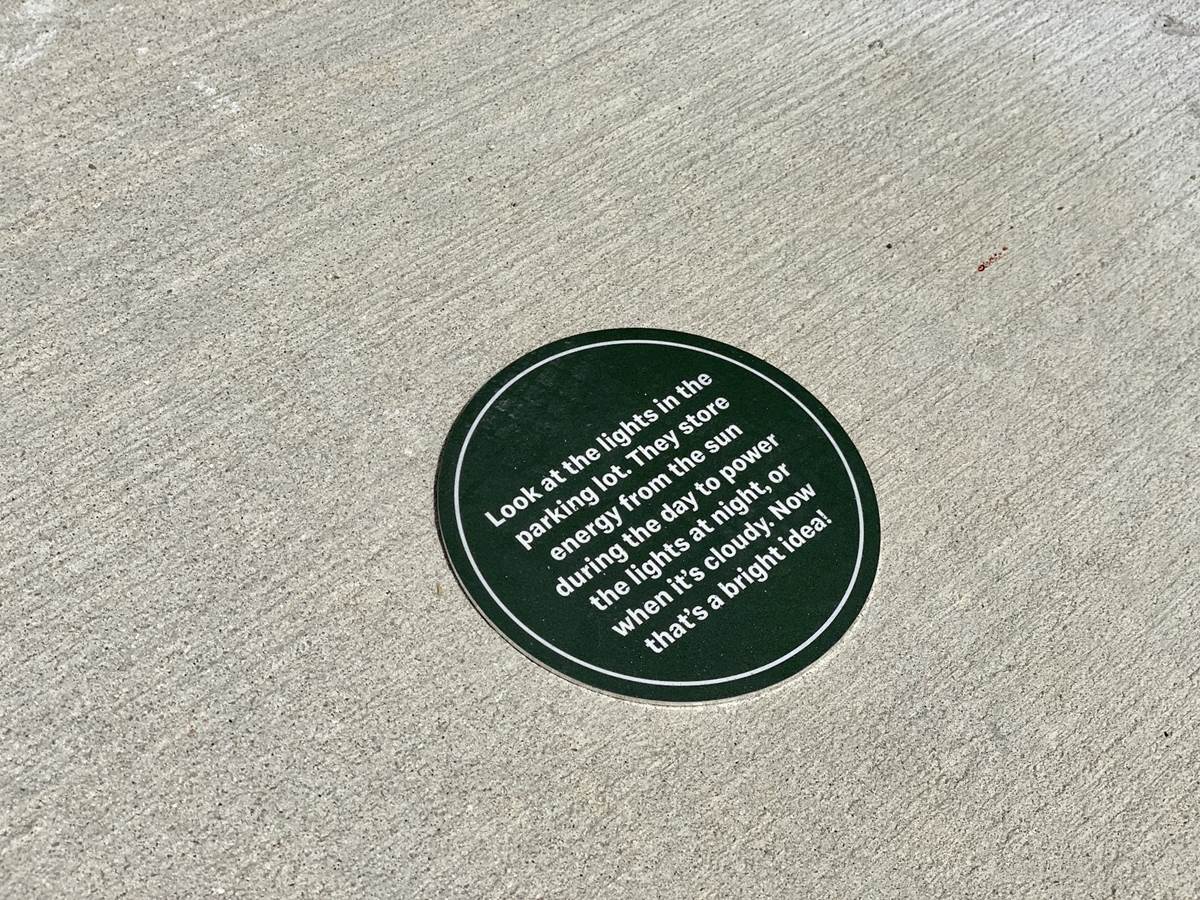 Look at the lights in the
parking lot. They store
energy from the sun
during the day to power
the lights at night, or
when it's cloudy. Now
that's a bright idea!